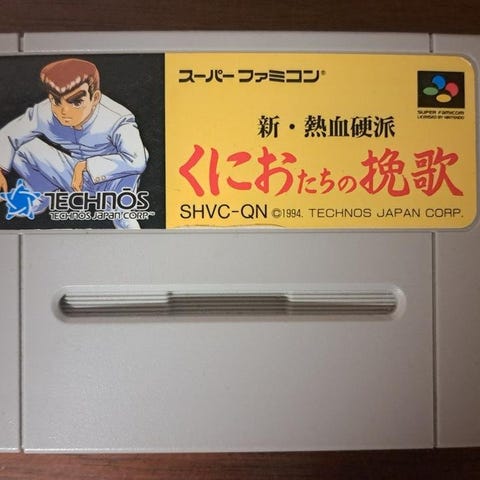 スーパーファミコン®
SUPER FAMICOM
LICENSED BY NINTENDO
新・熱血硬派
くにおたちの挽歌
TECHNŌS
TECHNOS JAPAN CORP.™
SHVC-QN ©1994. TECHNOS JAPAN CORP.